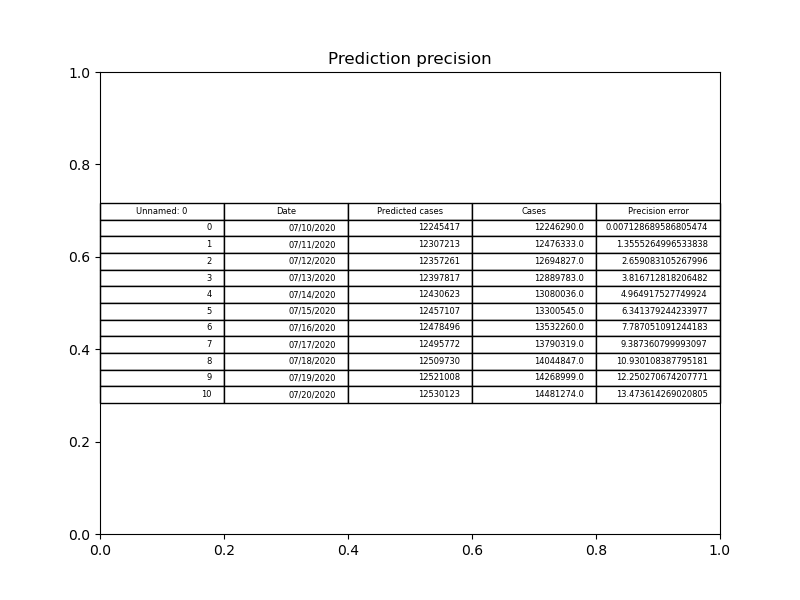 Prediction precision
1.0
0.8
Unnamed: 0 Date Predicted cases Cases Precision error
0 07/10/2020 12245417 12246290.0 0.007128689586805474
1 07/11/2020 12307213 12476333.0 1.3555264996533838
2 07/12/2020 12357261 12694827.0 2.659083105267996
0.6
3 07/13/2020 12397817 12889783.0 3.816712818206482
4 07/14/2020 12430623 13080036.0 4.964917527749924
5 07/15/2020 12457107 13300545.0 6.341379244233977
6 07/16/2020 12478496 13532260.0 7.787051091244183
7 07/17/2020 12495772 13790319.0 9.387360799993097
0.4
8 07/18/2020 12509730 14044847.0 10.930108387795181
9 07/19/2020 12521008 14268999.0 12.250270674207771
10 07/20/2020 12530123 14481274.0 13.473614269020805
0.2
0.0
0.0 0.2 0.4 0.6 0.8 1.0